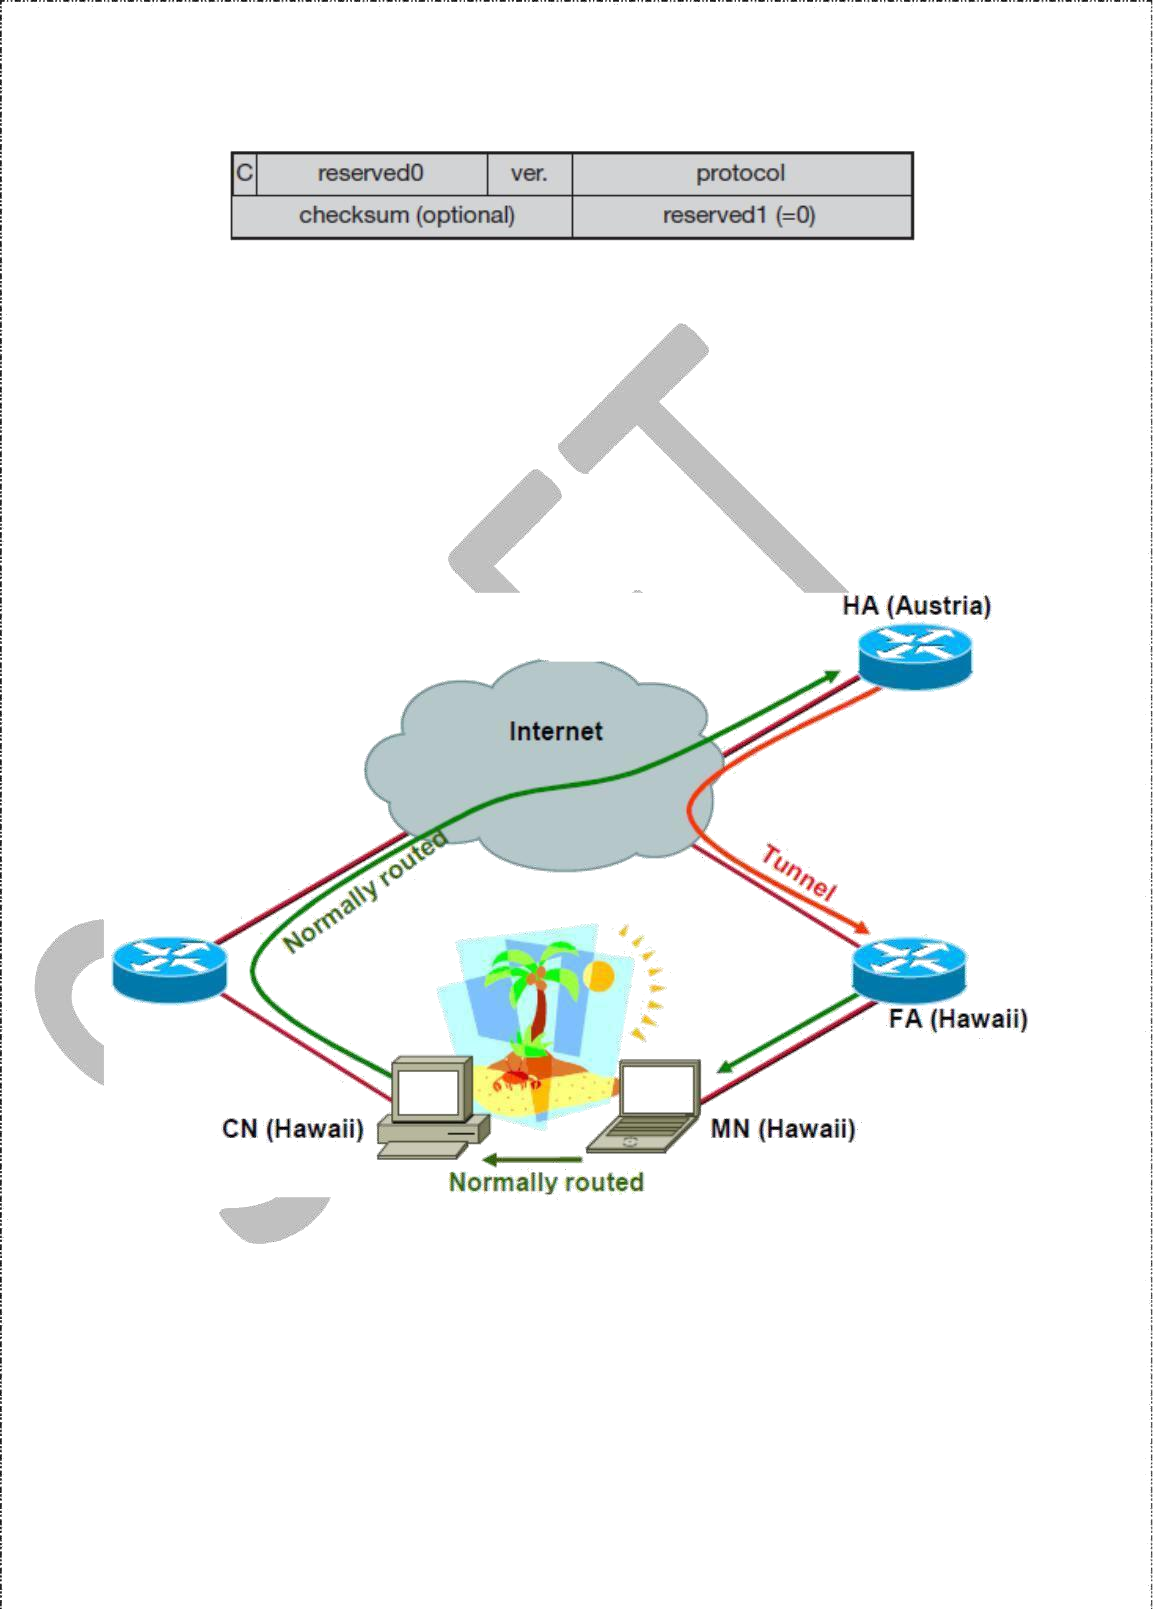 C reserved0 ver. protocol
checksum (optional) reserved1 (=0)
HA (Austria)
Internet
Normally routed
Tunnel
FA (Hawaii)
CN (Hawaii)
MN (Hawaii)
Normally routed